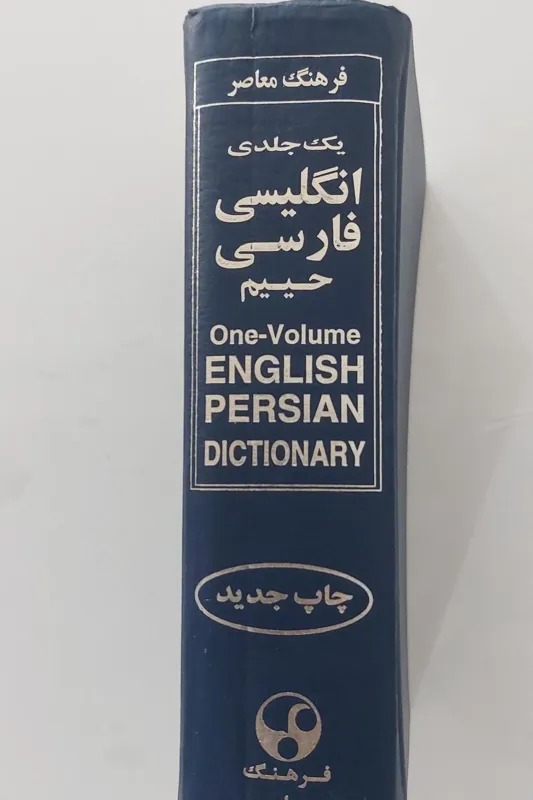 فرهنگ معاصر
یک جلدی
انگلیسی
فارسی
حییم
One-Volume
ENGLISH
PERSIAN
DICTIONARY
چاپ جدید
فرهنگ